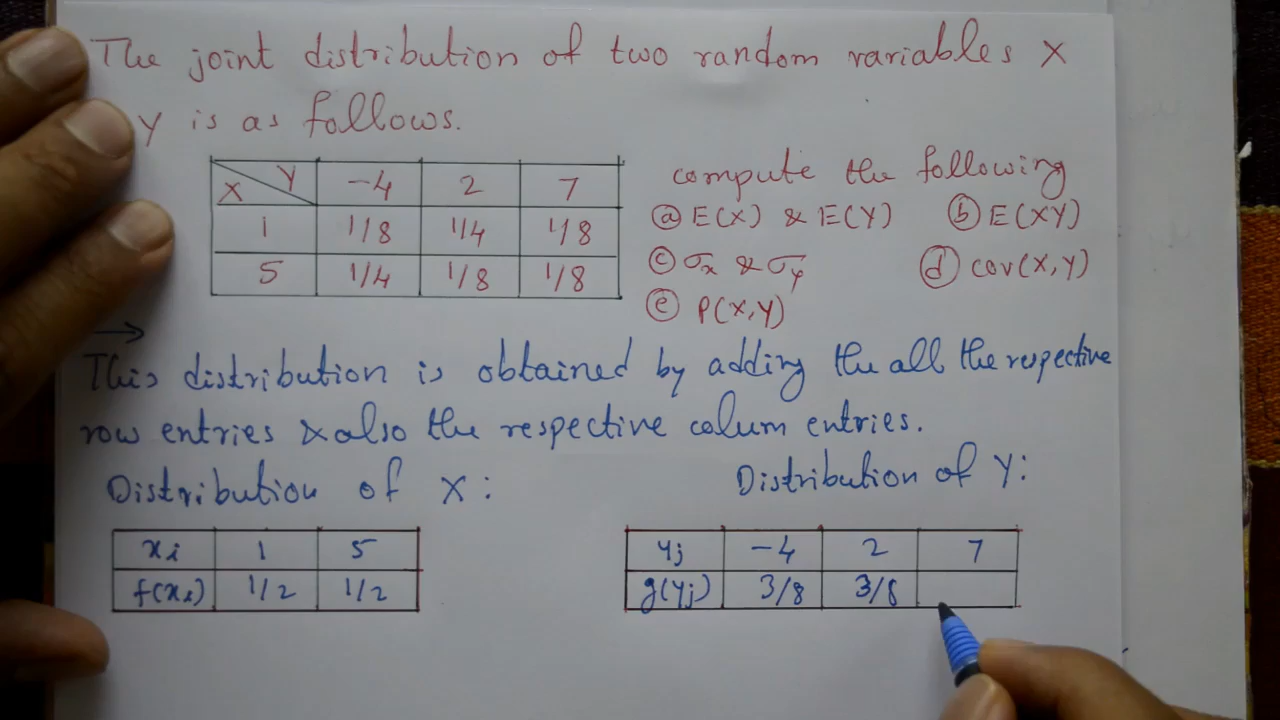 The joint distribution of two random variables X
Y is as follows.
X Y -4 2 7
1 1/8 1/4 1/8
5 1/4 1/8 1/8
compute the following
ⓐ E(X) & E(Y) ⓑ E(XY)
ⓒ σx & σy ⓓ cov(X,Y)
ⓔ P(X,Y)
This distribution is obtained by adding the all the respective
row entries & also the respective colum entries.
Distribution of X:
xi 1 5
f(xi) 1/2 1/2
Distribution of Y:
yj -4 2 7
g(yj) 3/8 3/8